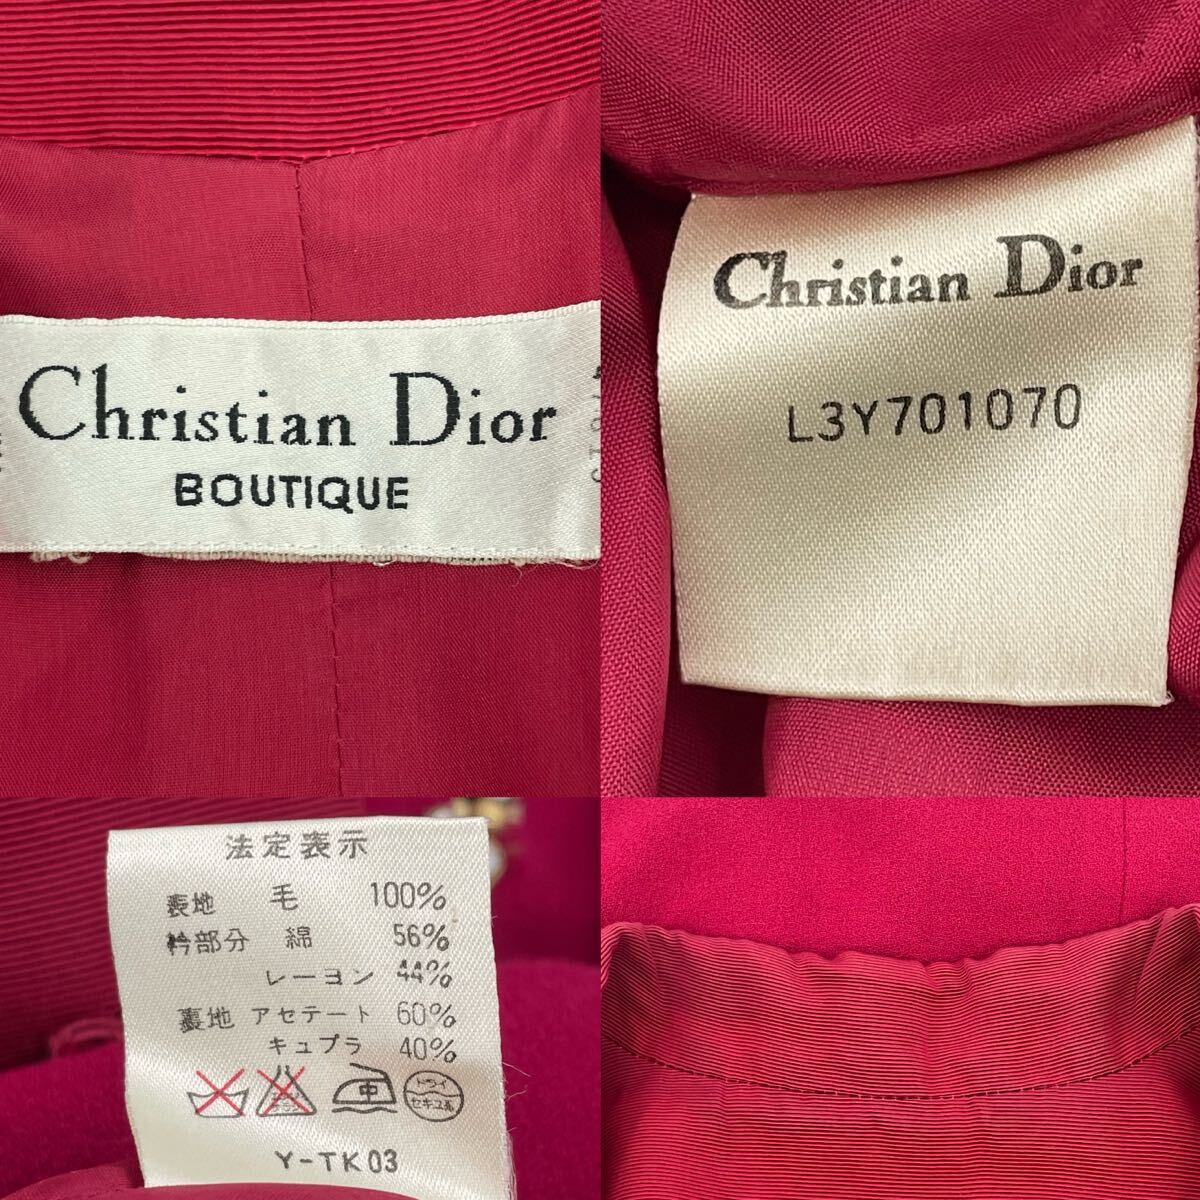 Christian Dior
BOUTIQUE
Christian Dior
L3Y701070
法定表示
表地 毛 100%
衿部分 綿 56%
レーヨン 44%
裏地 アセテート 60%
キュプラ 40%
中
ドライ
セキユ系
Y-TK03